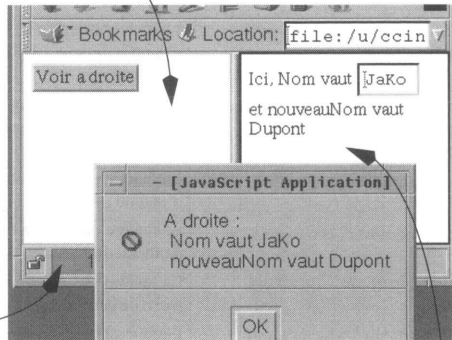 Bookmarks Location: file:/u/ccin
Voir a droite
Ici, Nom vaut JaKo
et nouveauNom vaut
Dupont
- [JavaScript Application]
A droite :
Nom vaut JaKo
nouveauNom vaut Dupont
OK